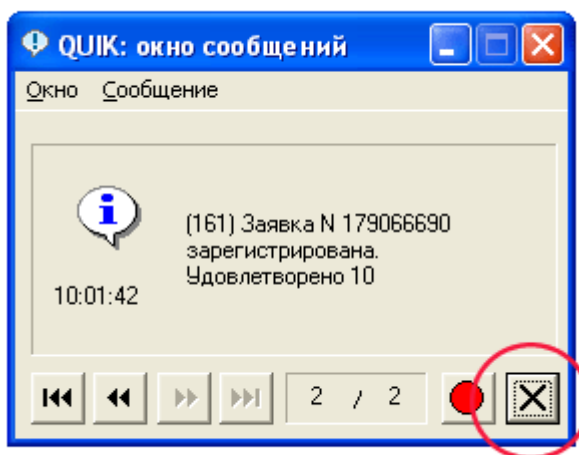 QUIK: окно сообщений
Окно Сообщение
(161) Заявка N 179066690
зарегистрирована.
Удовлетворено 10
10:01:42
2 / 2